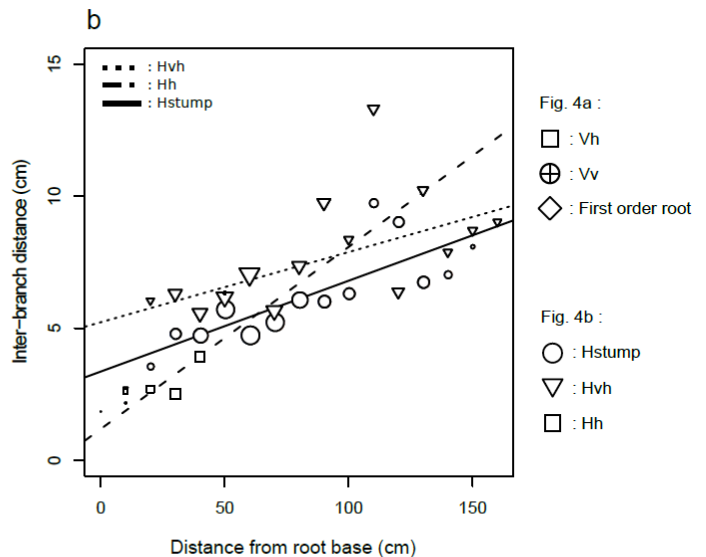 b
: Hvh
: Hh
: Hstump
15
10
5
0
Inter-branch distance (cm)
0 50 100 150
Distance from root base (cm)
Fig. 4a :
: Vh
: Vv
: First order root
Fig. 4b :
: Hstump
: Hvh
: Hh